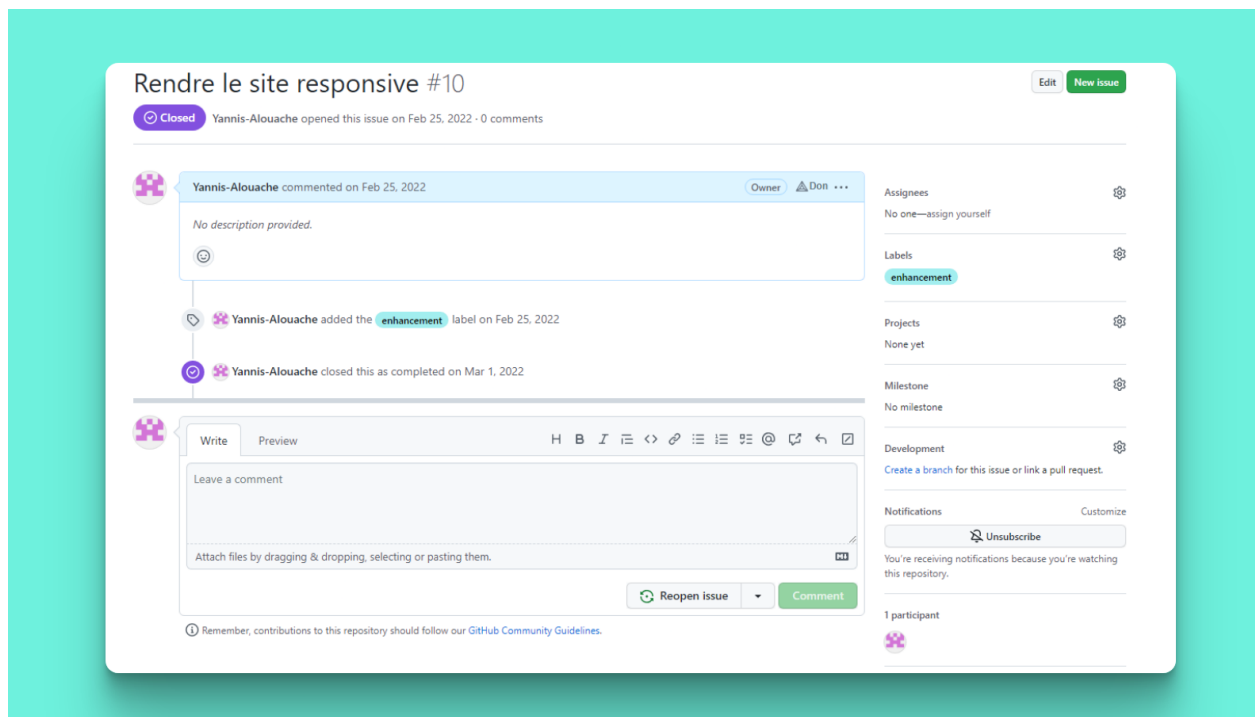 Rendre le site responsive #10
Edit
New issue
Closed
Yannis-Alouache opened this issue on Feb 25, 2022 · 0 comments
Yannis-Alouache commented on Feb 25, 2022
Owner
Don
No description provided.
Yannis-Alouache added the enhancement label on Feb 25, 2022
Yannis-Alouache closed this as completed on Mar 1, 2022
Write
Preview
Leave a comment
Attach files by dragging & dropping, selecting or pasting them.
Reopen issue
Comment
Remember, contributions to this repository should follow our GitHub Community Guidelines.
Assignees
No one—assign yourself
Labels
enhancement
Projects
None yet
Milestone
No milestone
Development
Create a branch for this issue or link a pull request.
Notifications
Customize
Unsubscribe
You're receiving notifications because you're watching
this repository.
1 participant